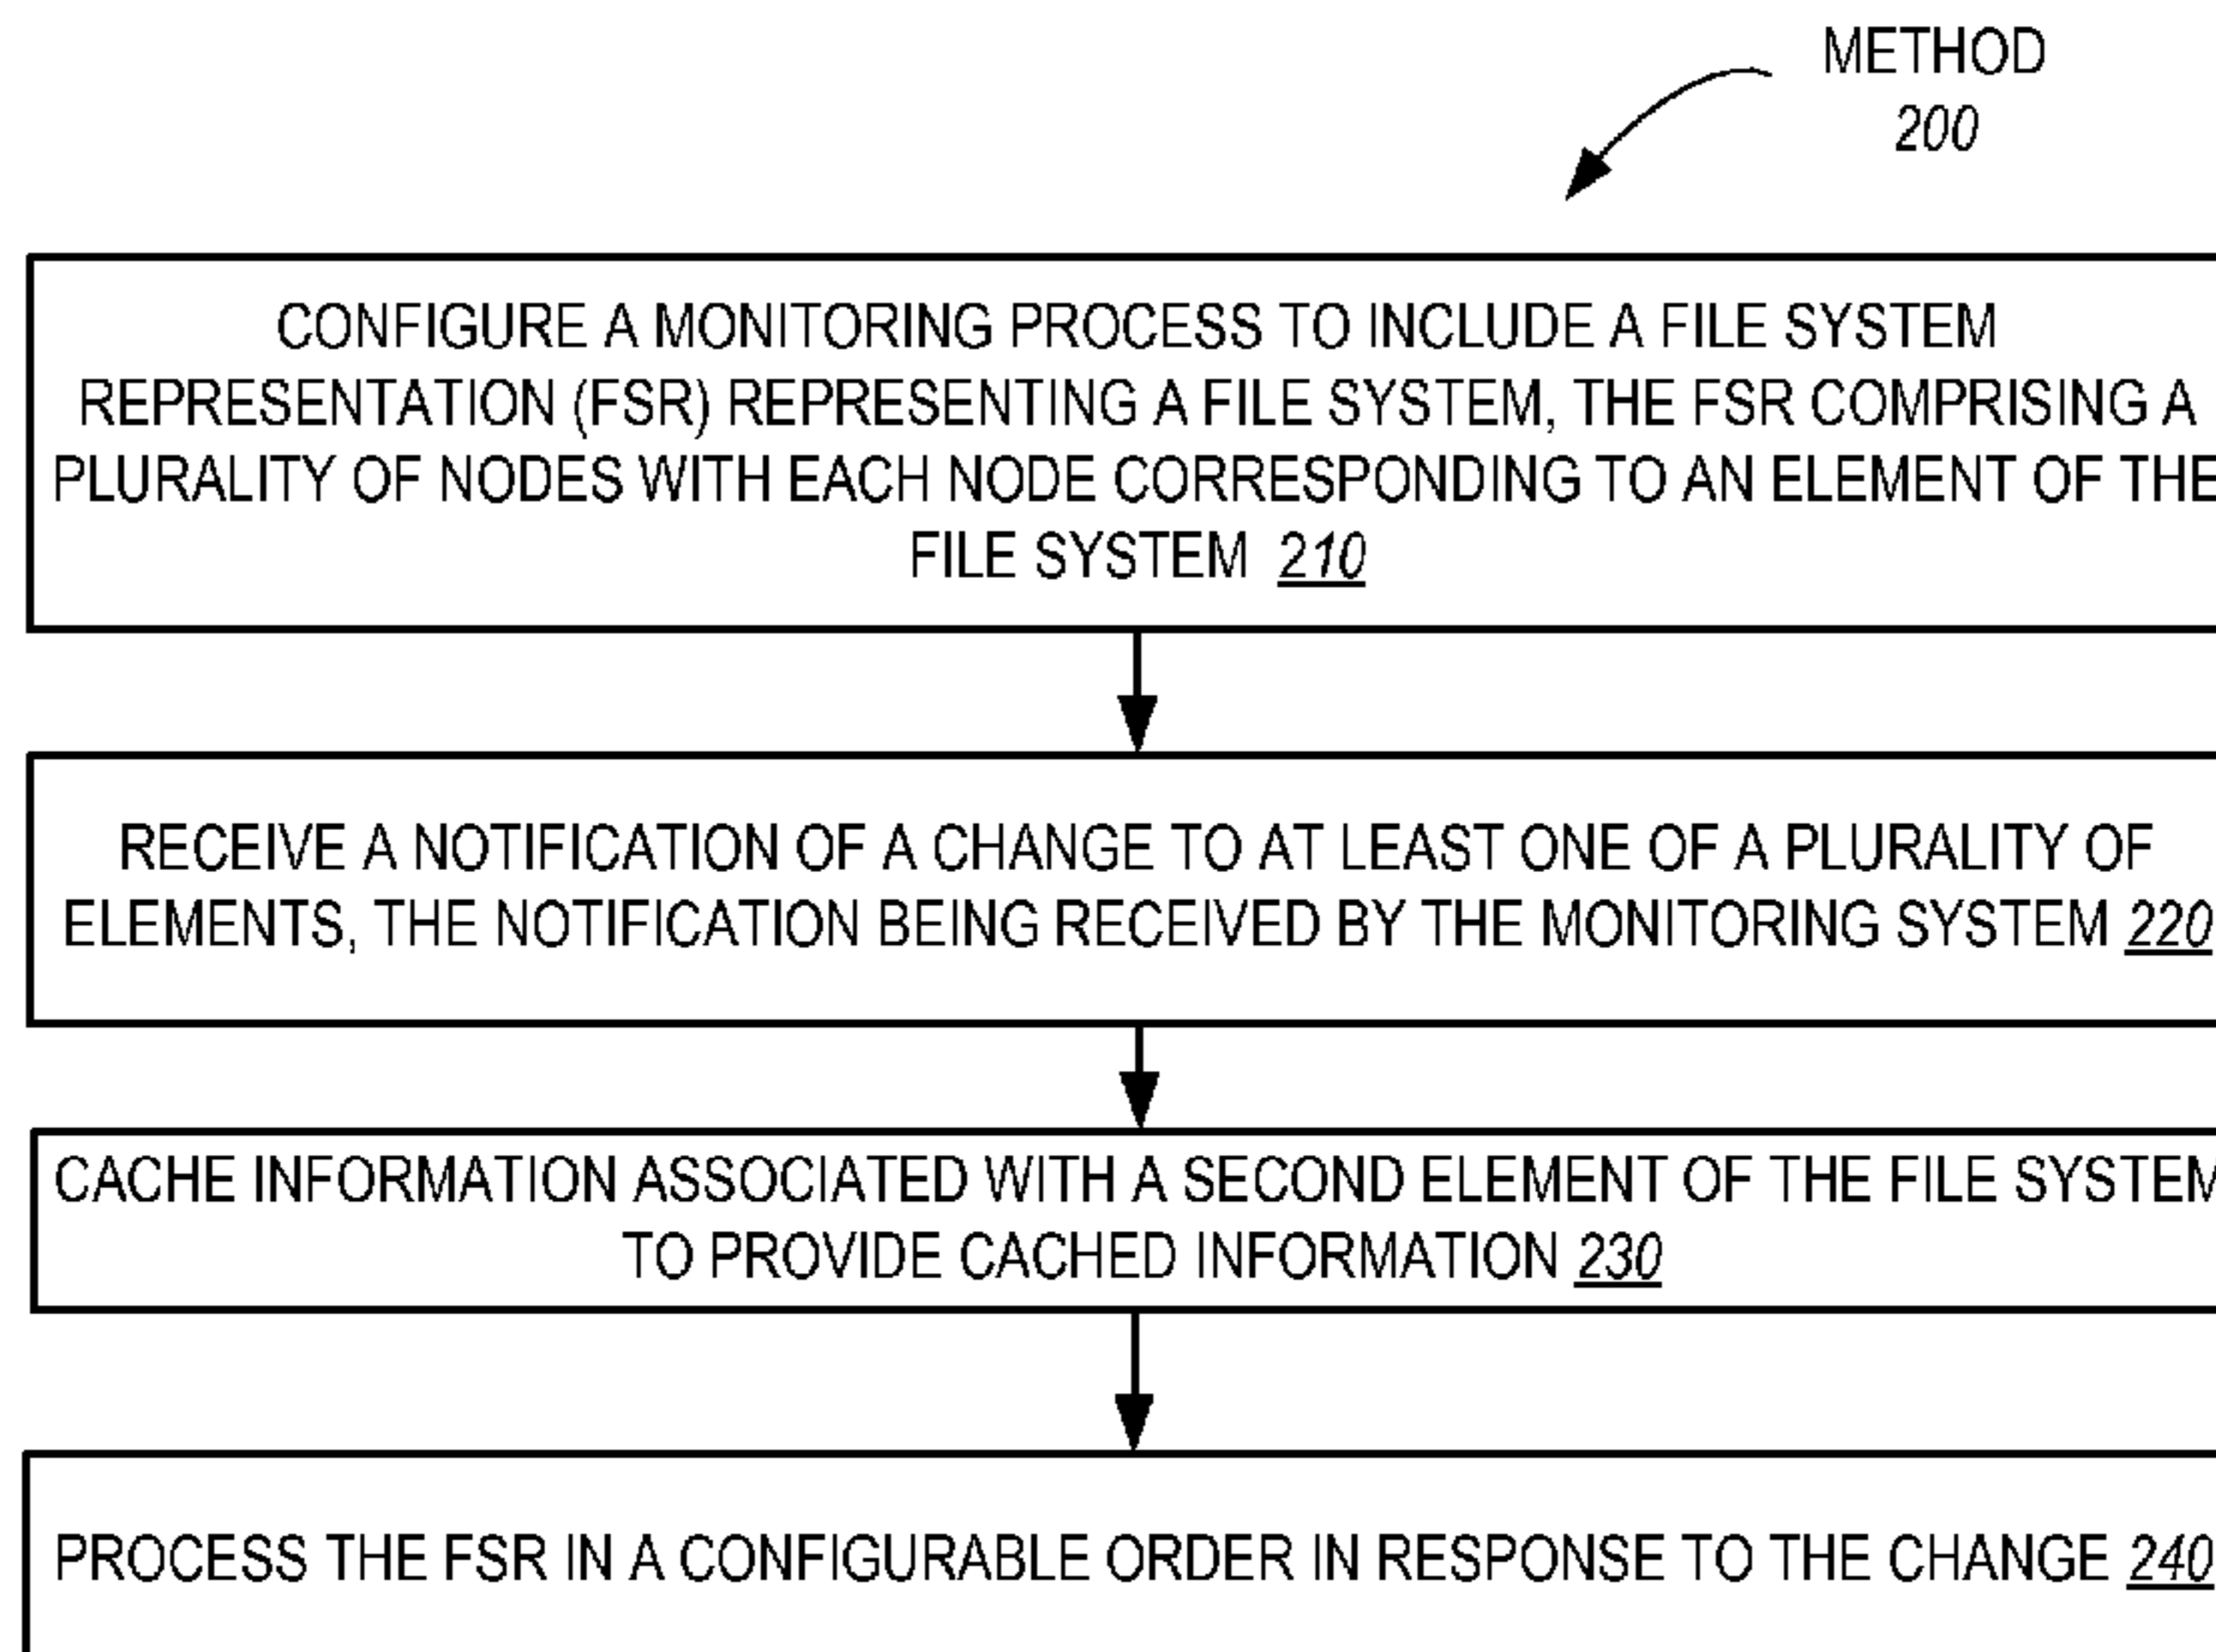 METHOD
200
CONFIGURE A MONITORING PROCESS TO INCLUDE A FILE SYSTEM
REPRESENTATION (FSR) REPRESENTING A FILE SYSTEM, THE FSR COMPRISING A
PLURALITY OF NODES WITH EACH NODE CORRESPONDING TO AN ELEMENT OF THE
FILE SYSTEM 210
RECEIVE A NOTIFICATION OF A CHANGE TO AT LEAST ONE OF A PLURALITY OF
ELEMENTS, THE NOTIFICATION BEING RECEIVED BY THE MONITORING SYSTEM 220
CACHE INFORMATION ASSOCIATED WITH A SECOND ELEMENT OF THE FILE SYSTEM
TO PROVIDE CACHED INFORMATION 230
PROCESS THE FSR IN A CONFIGURABLE ORDER IN RESPONSE TO THE CHANGE 240